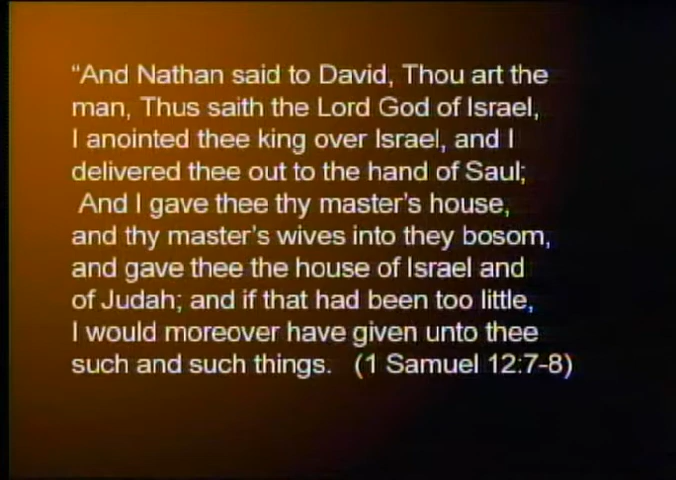 “And Nathan said to David, Thou art the
man, Thus saith the Lord God of Israel,
I anointed thee king over Israel, and I
delivered thee out to the hand of Saul;
And I gave thee thy master’s house,
and thy master’s wives into they bosom,
and gave thee the house of Israel and
of Judah; and if that had been too little,
I would moreover have given unto thee
such and such things. (1 Samuel 12:7-8)